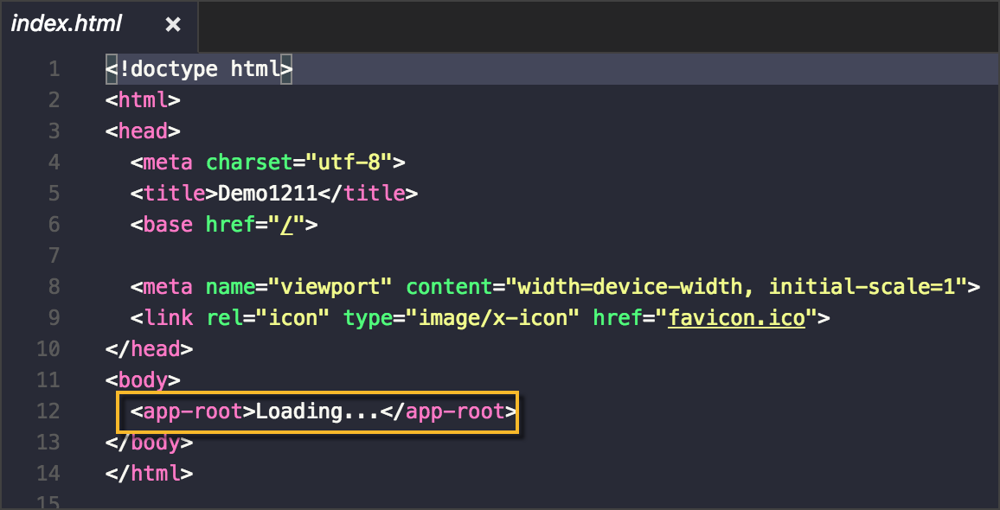 index.html ×
1 <!doctype html>
2 <html>
3 <head>
4 <meta charset="utf-8">
5 <title>Demo1211</title>
6 <base href="/">
7
8 <meta name="viewport" content="width=device-width, initial-scale=1">
9 <link rel="icon" type="image/x-icon" href="favicon.ico">
10 </head>
11 <body>
12 <app-root>Loading...</app-root>
13 </body>
14 </html>
15